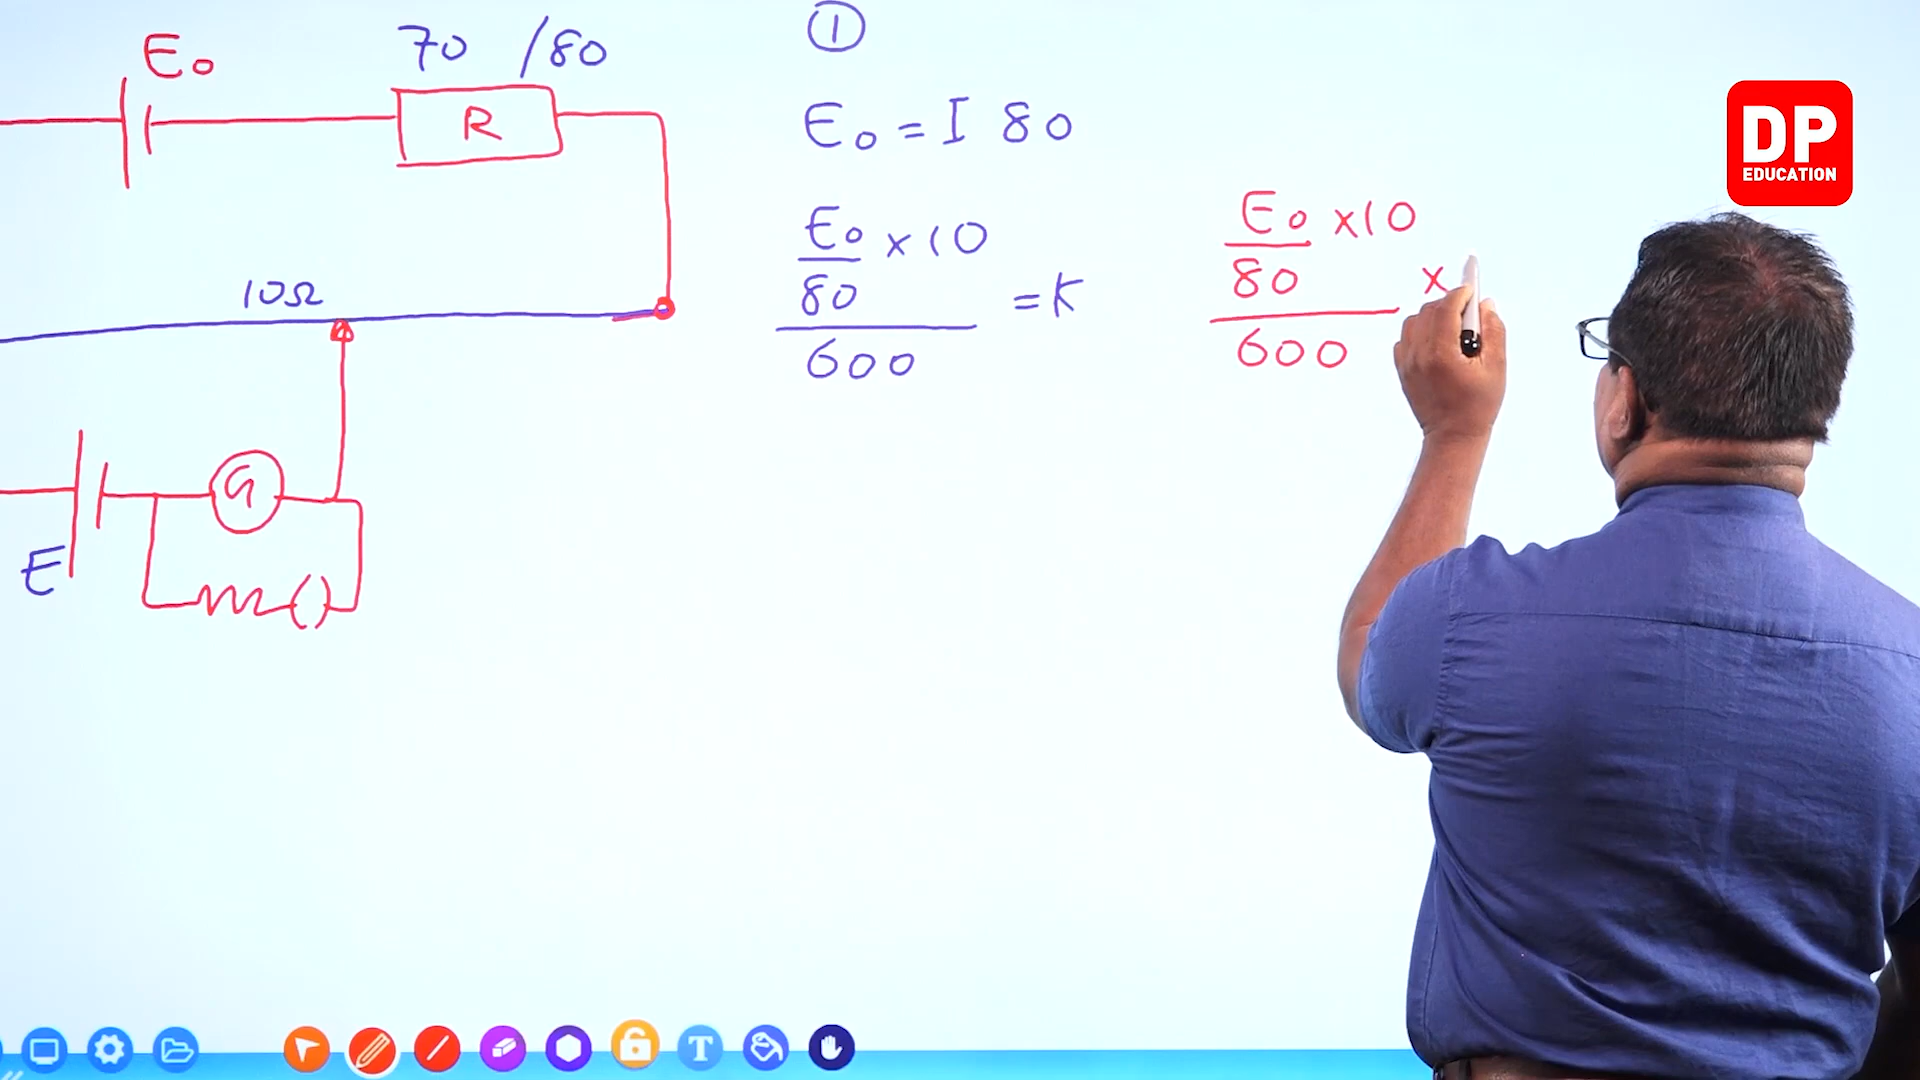 E₀
70 /80
R
10Ω
G
E
①
E₀ = I 80
E₀ × 10
80
= K
600
E₀ ×10
80
×
600
DP
EDUCATION
T